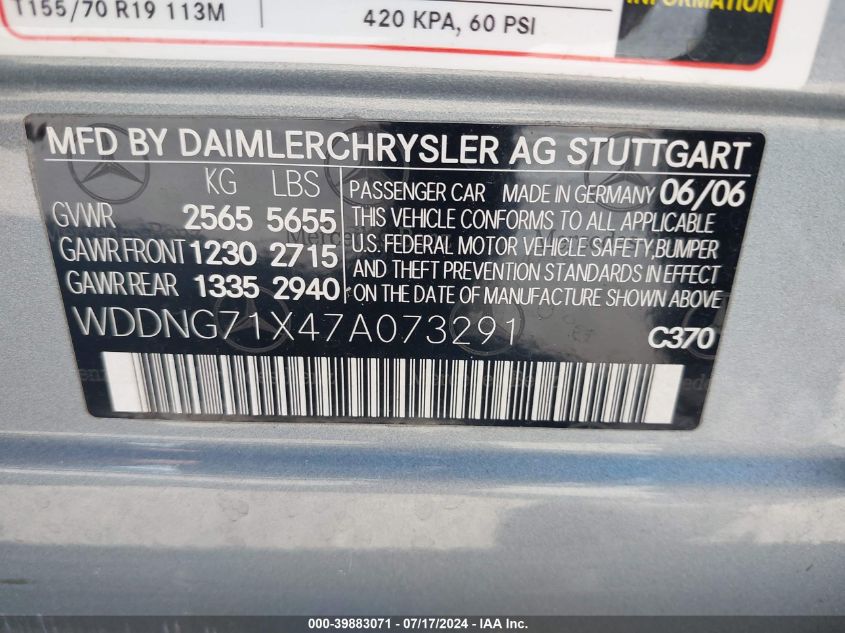 T155/70 R19 113M
420 KPA, 60 PSI
INFORMATION
MFD BY DAIMLERCHRYSLER AG STUTTGART
KG LBS
GVWR 2565 5655
GAWR FRONT 1230 2715
GAWR REAR 1335 2940
PASSENGER CAR MADE IN GERMANY 06/06
THIS VEHICLE CONFORMS TO ALL APPLICABLE
U.S. FEDERAL MOTOR VEHICLE SAFETY,BUMPER
AND THEFT PREVENTION STANDARDS IN EFFECT
ON THE DATE OF MANUFACTURE SHOWN ABOVE
WDDNG71X47A073291
C370
000-39883071 - 07/17/2024 - IAA Inc.